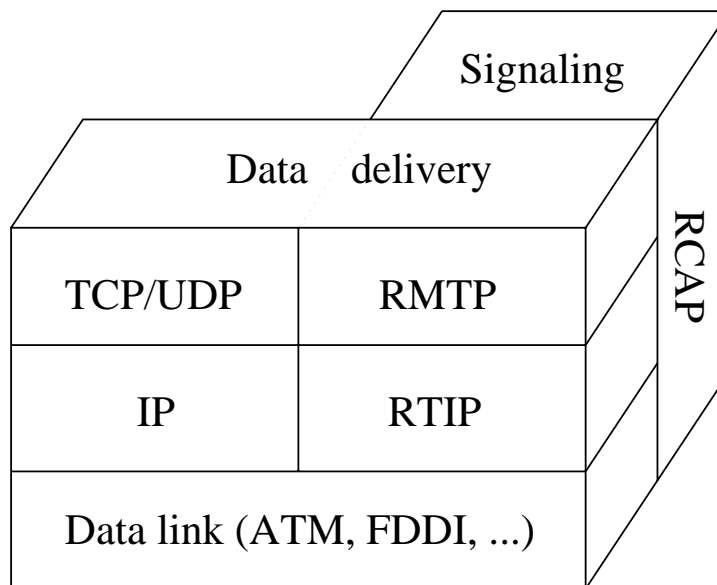 Signaling
Data delivery
RCAP
TCP/UDP
RMTP
IP
RTIP
Data link (ATM, FDDI, ...)